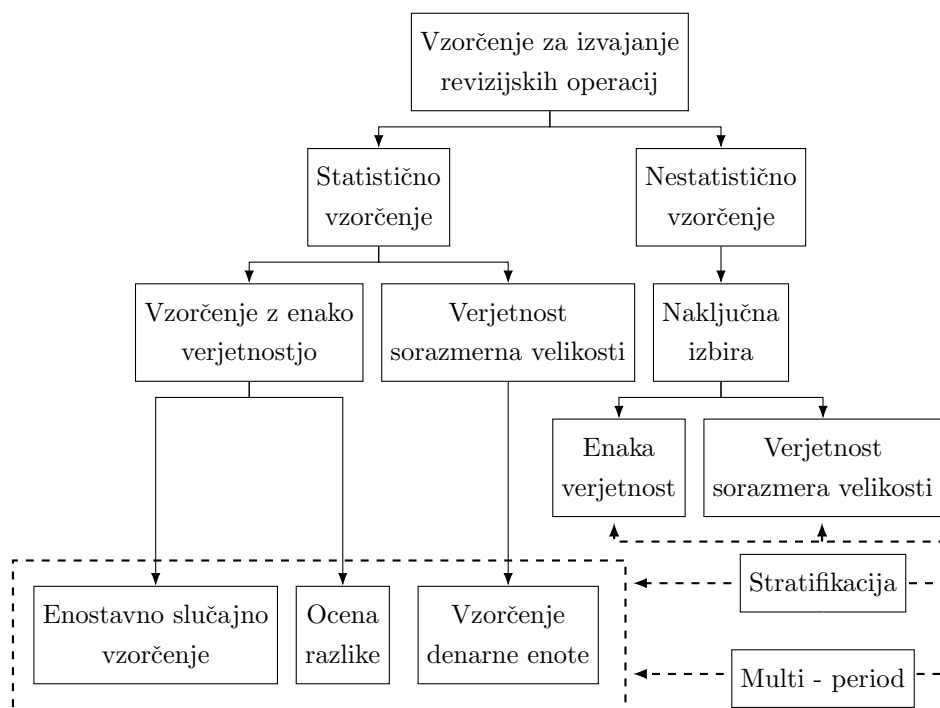 Vzorčenje za izvajanje
revizijskih operacij
Statistično
vzorčenje
Nestatistično
vzorčenje
Vzorčenje z enako
verjetnostjo
Verjetnost
sorazmerna velikosti
Naključna
izbira
Enaka
verjetnost
Verjetnost
sorazmera velikosti
Stratifikacija
Enostavno slučajno
vzorčenje
Ocena
razlike
Vzorčenje
denarne enote
Multi - period